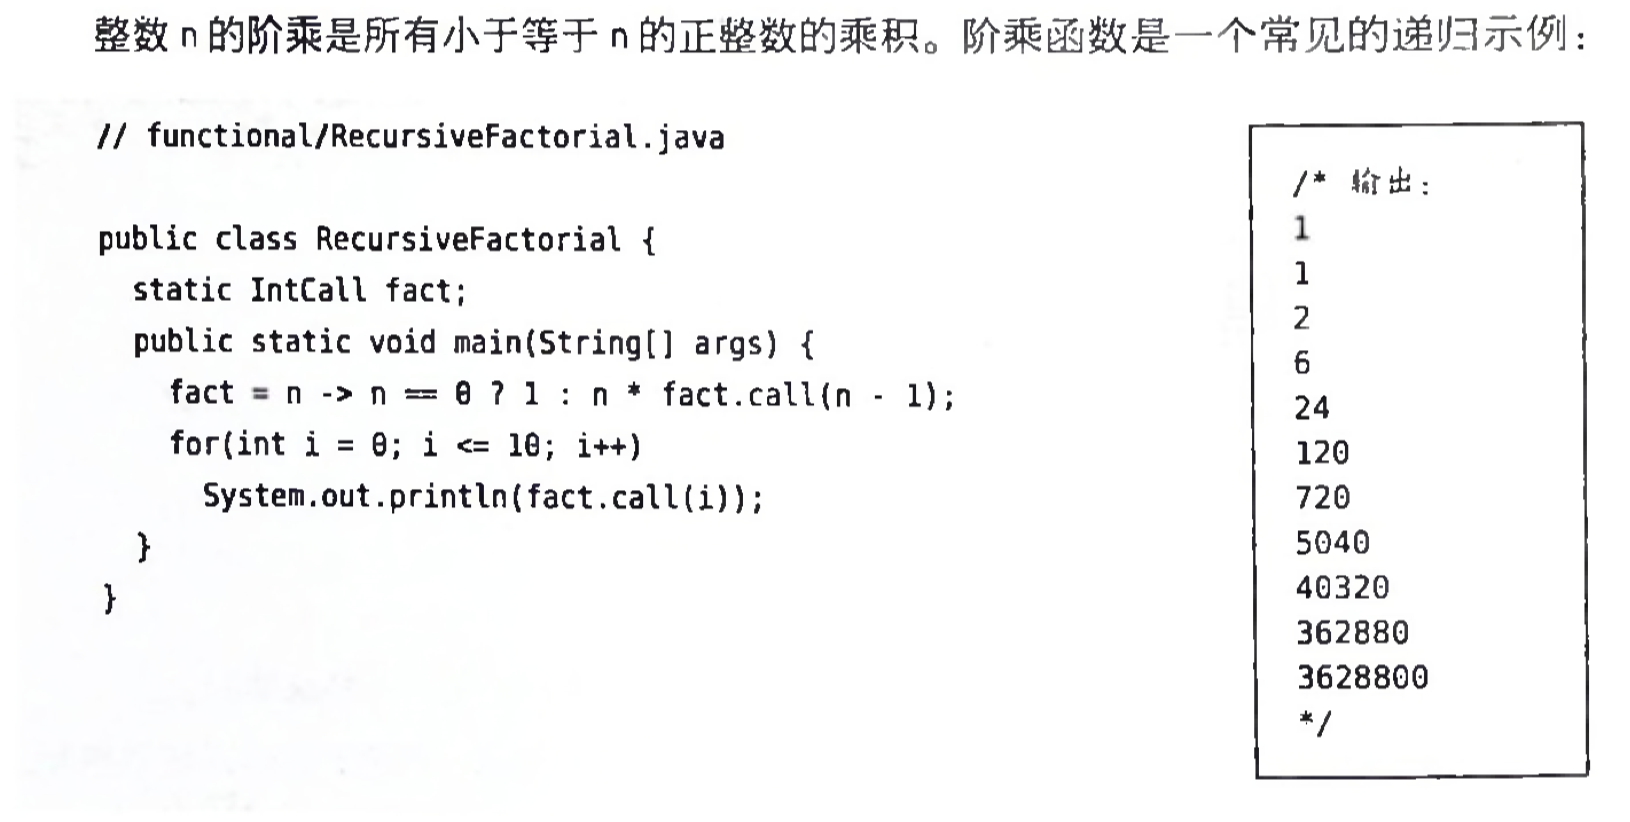 整数 n 的阶乘是所有小于等于 n 的正整数的乘积。阶乘函数是一个常见的递归示例：
// functional/RecursiveFactorial.java
public class RecursiveFactorial {
  static IntCall fact;
  public static void main(String[] args) {
    fact = n -> n == 0 ? 1 : n * fact.call(n - 1);
    for(int i = 0; i <= 10; i++)
      System.out.println(fact.call(i));
  }
}
/* 输出：
1
1
2
6
24
120
720
5040
40320
362880
3628800
*/